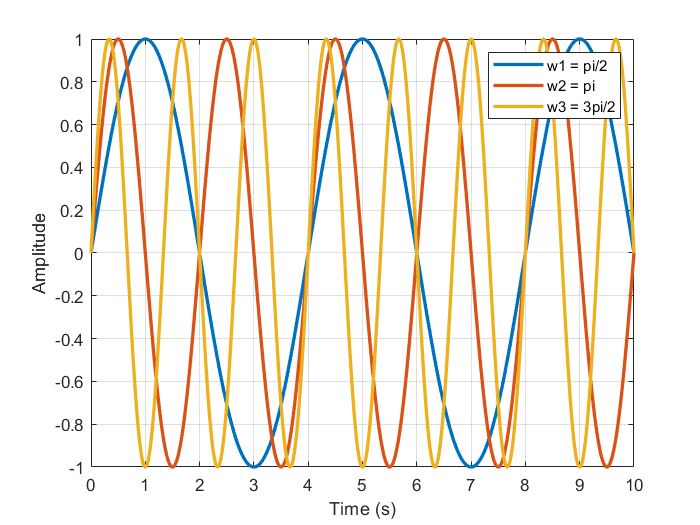 1
0.8
0.6
0.4
0.2
0
-0.2
-0.4
-0.6
-0.8
-1
Amplitude
w1 = pi/2
w2 = pi
w3 = 3pi/2
0 1 2 3 4 5 6 7 8 9 10
Time (s)